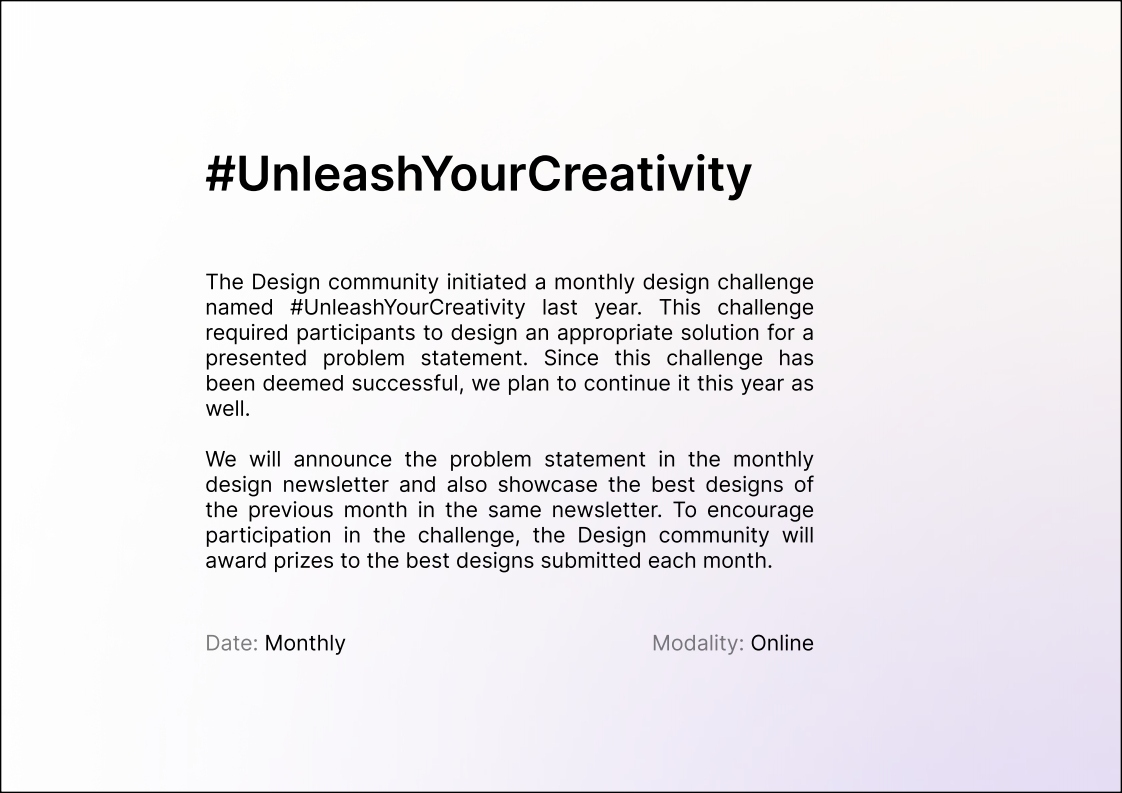 #UnleashYourCreativity
The Design community initiated a monthly design challenge
named #UnleashYourCreativity last year. This challenge
required participants to design an appropriate solution for a
presented problem statement. Since this challenge has
been deemed successful, we plan to continue it this year as
well.
We will announce the problem statement in the monthly
design newsletter and also showcase the best designs of
the previous month in the same newsletter. To encourage
participation in the challenge, the Design community will
award prizes to the best designs submitted each month.
Date: Monthly Modality: Online